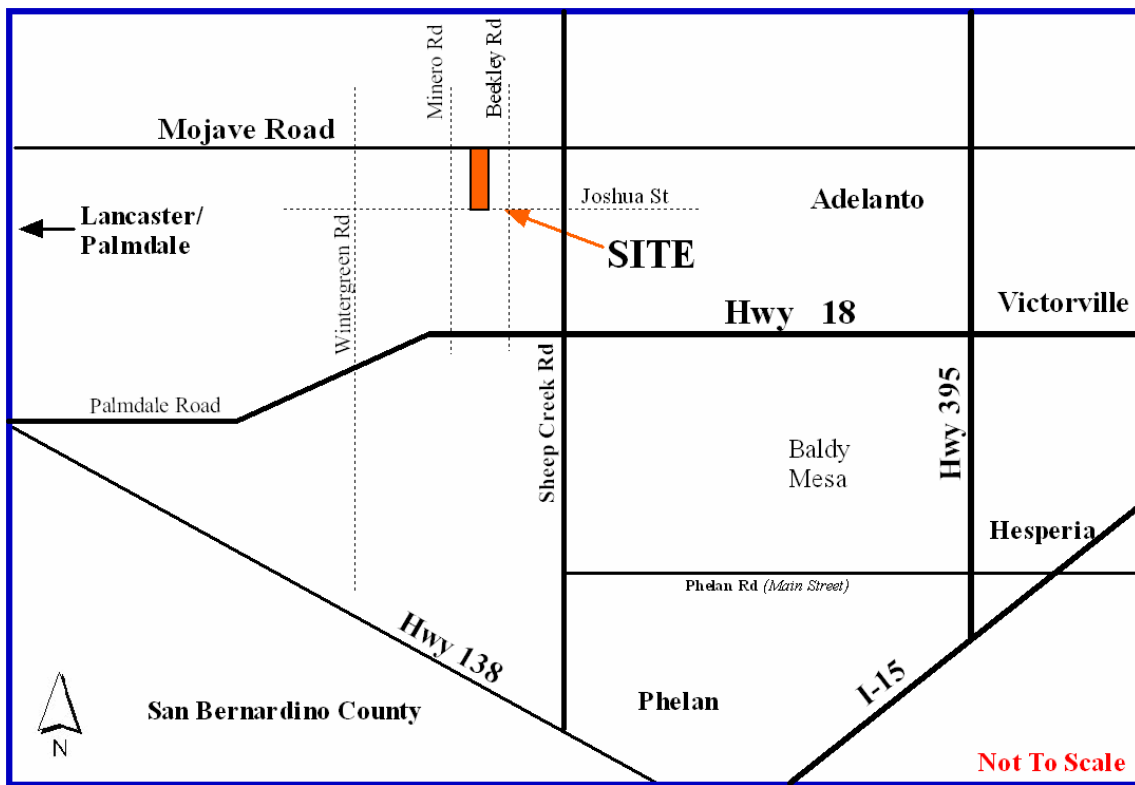 Minero Rd
Beekley Rd
Mojave Road
Joshua St
Adelanto
Lancaster/
Palmdale
SITE
Wintergreen Rd
Victorville
Hwy 18
Sheep Creek Rd
Hwy 395
Palmdale Road
Baldy
Mesa
Hesperia
Phelan Rd (Main Street)
Hwy 138
I-15
Phelan
San Bernardino County
N
Not To Scale